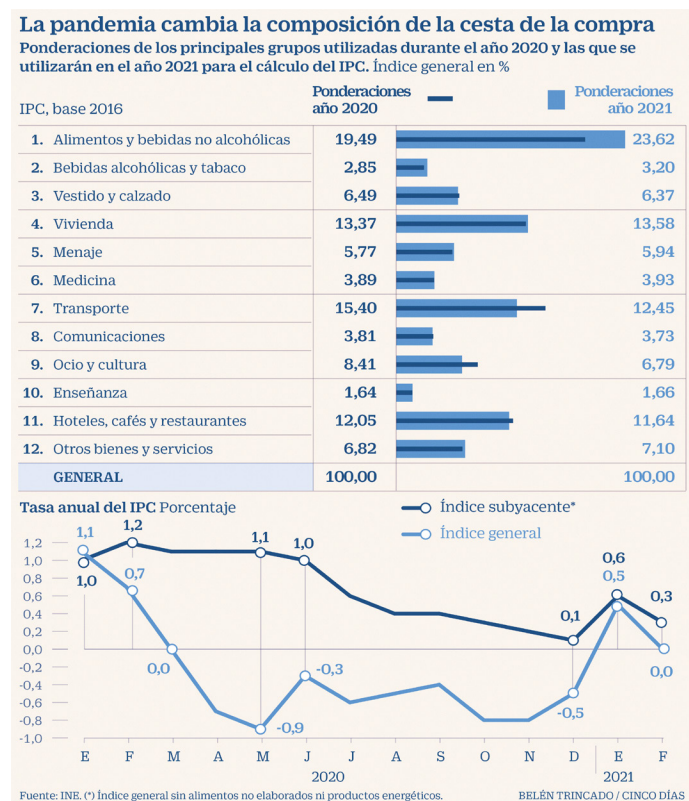 La pandemia cambia la composición de la cesta de la compra
Ponderaciones de los principales grupos utilizadas durante el año 2020 y las que se
utilizarán en el año 2021 para el cálculo del IPC. Índice general en %
IPC, base 2016
Ponderaciones
año 2020
Ponderaciones
año 2021
1. Alimentos y bebidas no alcohólicas 19,49 23,62
2. Bebidas alcohólicas y tabaco 2,85 3,20
3. Vestido y calzado 6,49 6,37
4. Vivienda 13,37 13,58
5. Menaje 5,77 5,94
6. Medicina 3,89 3,93
7. Transporte 15,40 12,45
8. Comunicaciones 3,81 3,73
9. Ocio y cultura 8,41 6,79
10. Enseñanza 1,64 1,66
11. Hoteles, cafés y restaurantes 12,05 11,64
12. Otros bienes y servicios 6,82 7,10
GENERAL 100,00 100,00
Tasa anual del IPC Porcentaje
Índice subyacente*
Índice general
1,2
1,0
0,8
0,6
0,4
0,2
0,0
-0,2
-0,4
-0,6
-0,8
-1,0
1,1
1,0
1,2
0,7
0,0
1,1
-0,9
1,0
-0,3
0,1
-0,5
0,6
0,5
0,3
0,0
E F M A M J J A S O N D E F
2020 2021
Fuente: INE. (*) Índice general sin alimentos no elaborados ni productos energéticos.
BELÉN TRINCADO / CINCO DÍAS